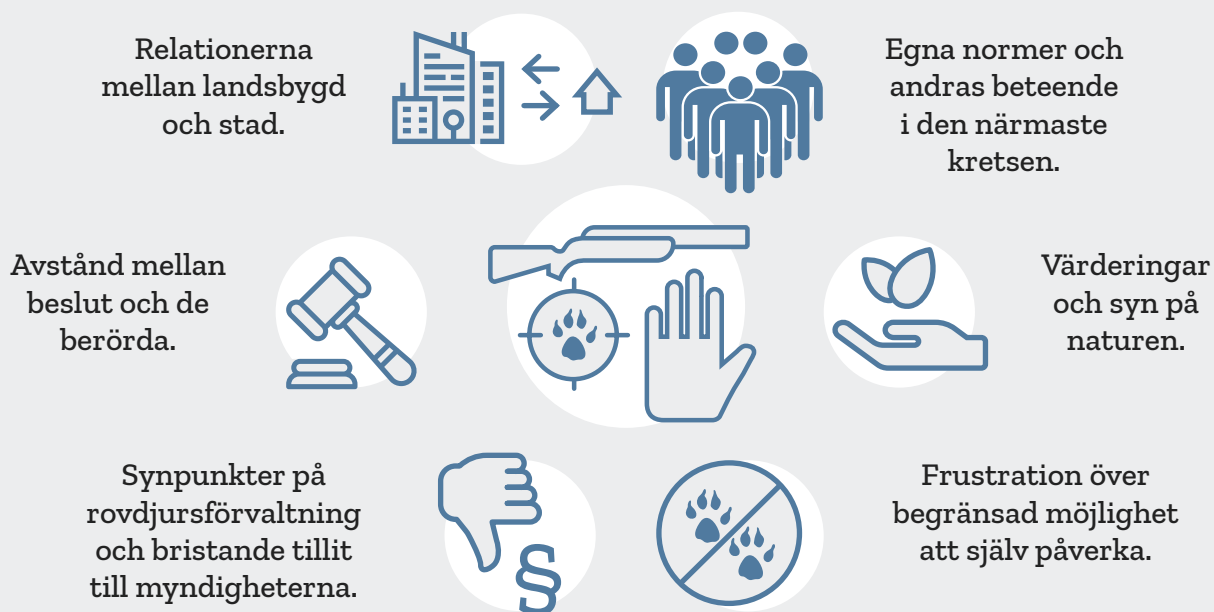 Relationerna
mellan landsbygd
och stad.
Egna normer och
andras beteende
i den närmaste
kretsen.
Avstånd mellan
beslut och de
berörda.
Värderingar
och syn på
naturen.
Synpunkter på
rovdjursförvaltning
och bristande tillit
till myndigheterna.
§
Frustration över
begränsad möjlighet
att själv påverka.